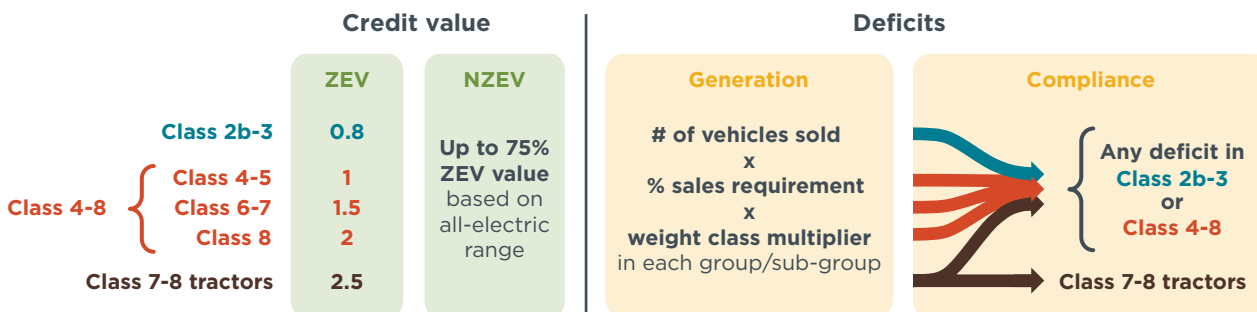 Credit value
Deficits
ZEV
NZEV
Generation
Compliance
Class 2b-3
0.8
Class 4-8
Class 4-5
1
Class 6-7
1.5
Class 8
2
Class 7-8 tractors
2.5
Up to 75%
ZEV value
based on
all-electric
range
# of vehicles sold
x
% sales requirement
x
weight class multiplier
in each group/sub-group
Any deficit in
Class 2b-3
or
Class 4-8
Class 7-8 tractors